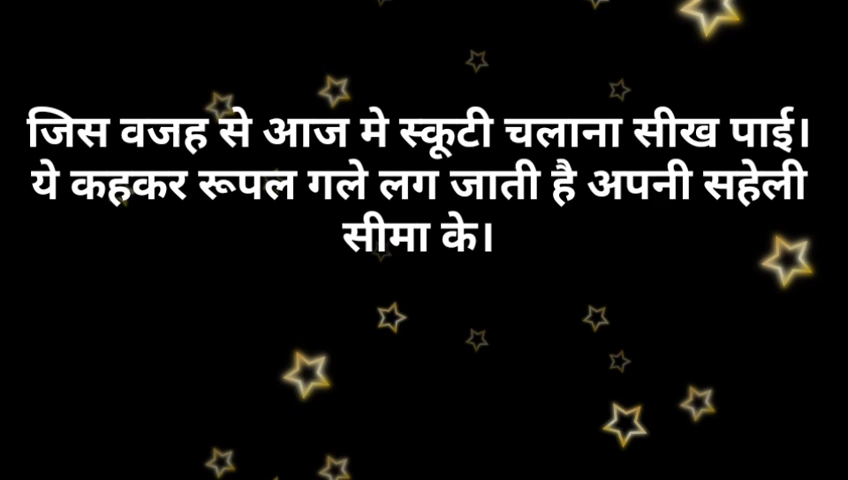 जिस वजह से आज मे स्कूटी चलाना सीख पाई।
ये कहकर रूपल गले लग जाती है अपनी सहेली
सीमा के।